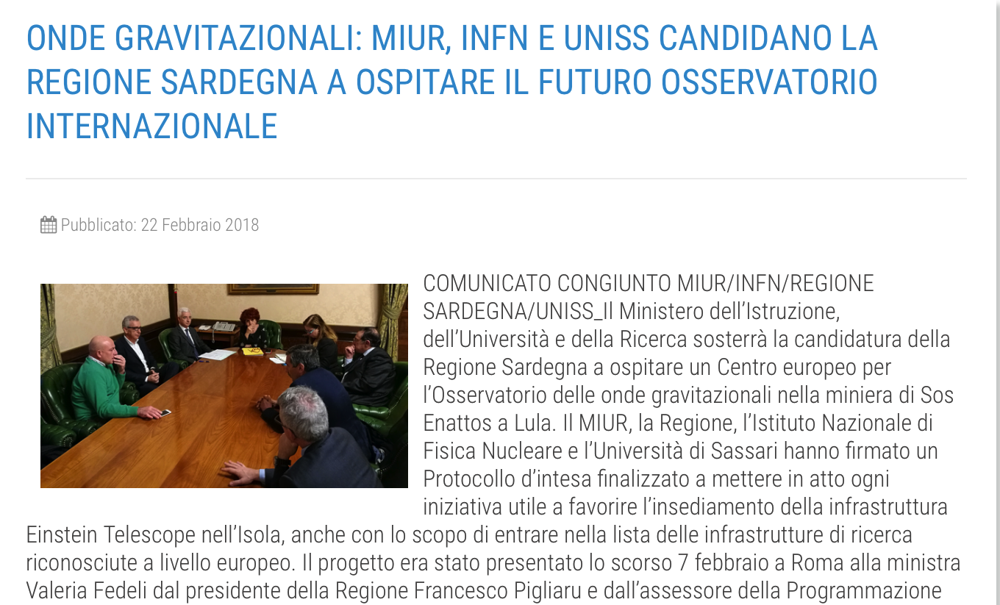 ONDE GRAVITAZIONALI: MIUR, INFN E UNISS CANDIDANO LA
REGIONE SARDEGNA A OSPITARE IL FUTURO OSSERVATORIO
INTERNAZIONALE
Pubblicato: 22 Febbraio 2018
COMUNICATO CONGIUNTO MIUR/INFN/REGIONE
SARDEGNA/UNISS_Il Ministero dell’Istruzione,
dell’Università e della Ricerca sosterrà la candidatura della
Regione Sardegna a ospitare un Centro europeo per
l’Osservatorio delle onde gravitazionali nella miniera di Sos
Enattos a Lula. Il MIUR, la Regione, l’Istituto Nazionale di
Fisica Nucleare e l’Università di Sassari hanno firmato un
Protocollo d’intesa finalizzato a mettere in atto ogni
iniziativa utile a favorire l’insediamento della infrastruttura
Einstein Telescope nell’Isola, anche con lo scopo di entrare nella lista delle infrastrutture di ricerca
riconosciute a livello europeo. Il progetto era stato presentato lo scorso 7 febbraio a Roma alla ministra
Valeria Fedeli dal presidente della Regione Francesco Pigliaru e dall’assessore della Programmazione